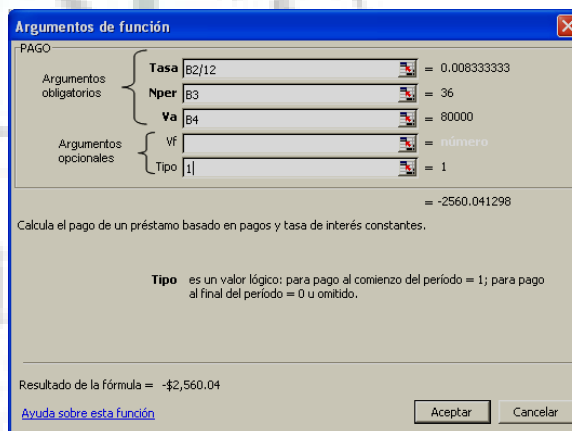 Argumentos de función
PAGO
Argumentos obligatorios
Tasa B2/12 = 0.008333333
Nper B3 = 36
Va B4 = 80000
Argumentos opcionales
Vf = número
Tipo 1 = 1
= -2560.041298
Calcula el pago de un préstamo basado en pagos y tasa de interés constantes.
Tipo es un valor lógico: para pago al comienzo del período = 1; para pago
al final del período = 0 u omitido.
Resultado de la fórmula = -$2,560.04
Ayuda sobre esta función
Aceptar
Cancelar